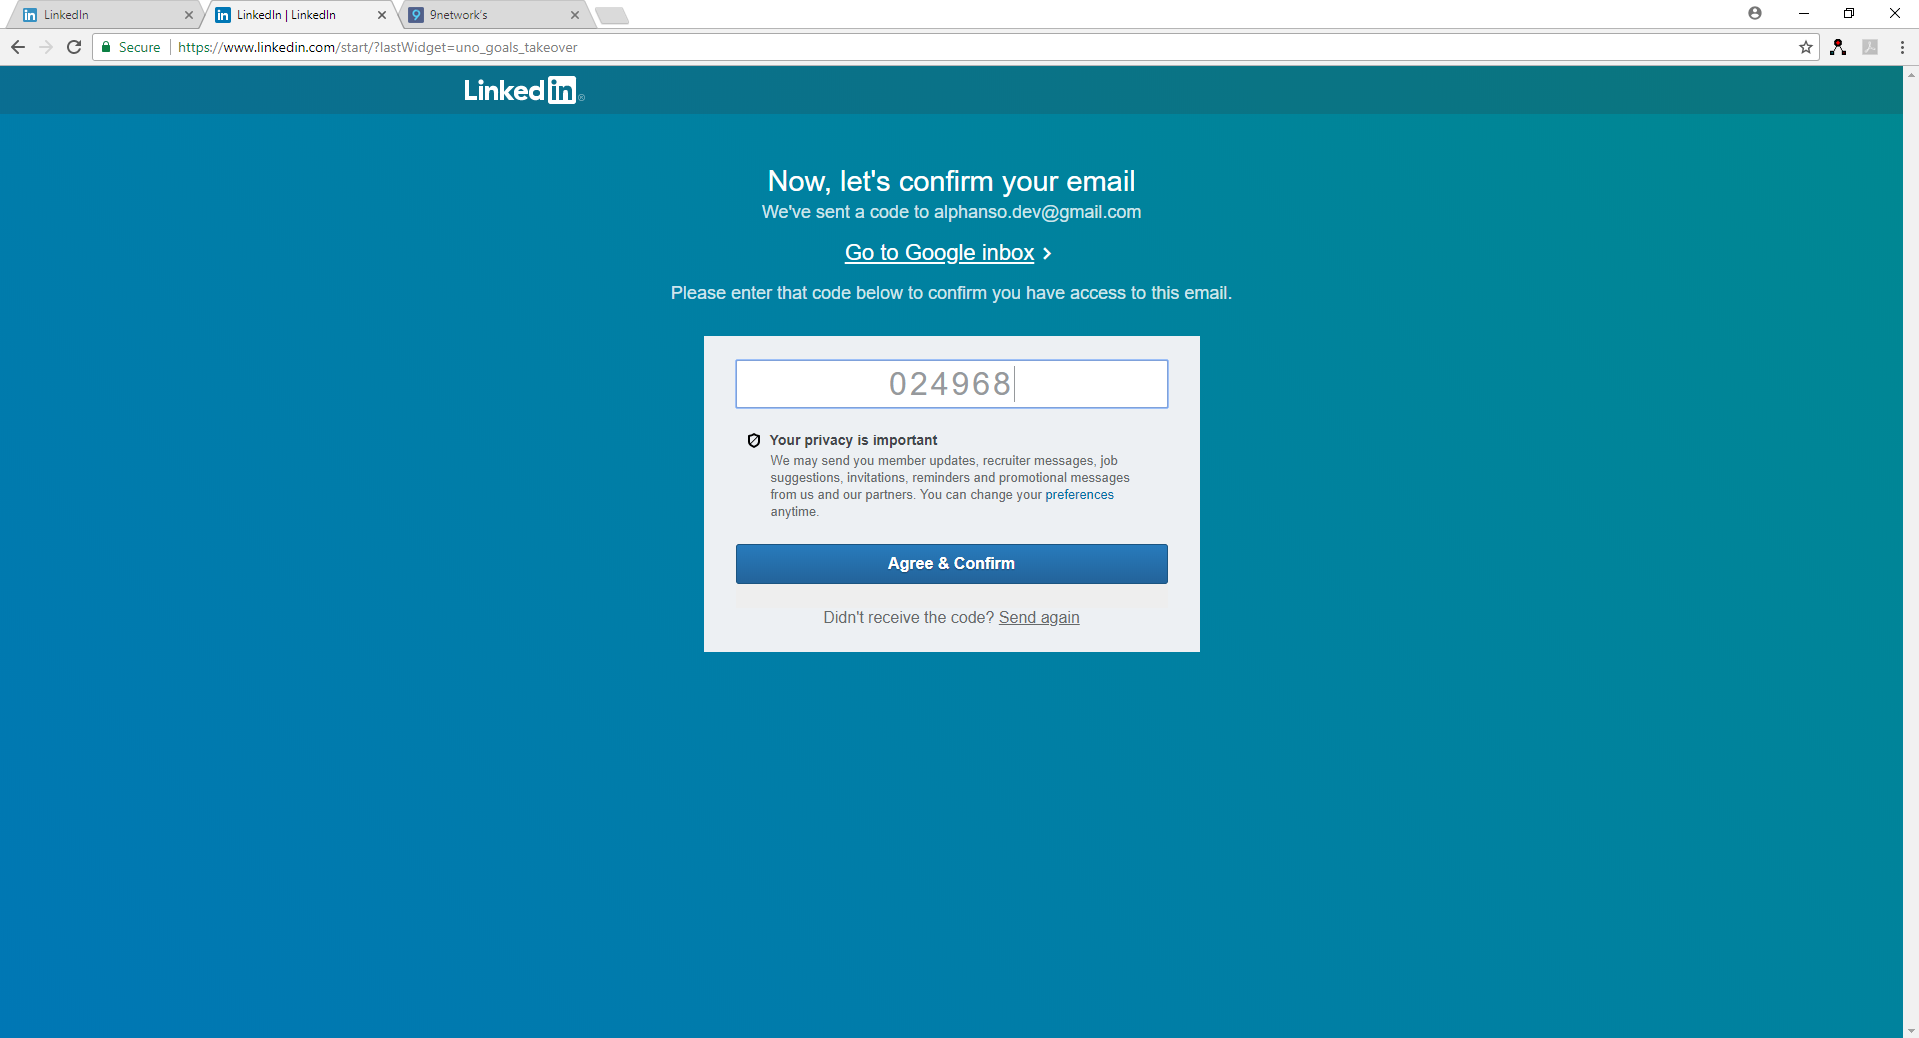 LinkedIn
LinkedIn | LinkedIn
9 9network's
Secure https://www.linkedin.com/start/?lastWidget=uno_goals_takeover
Linked in ®
Now, let's confirm your email
We've sent a code to alphanso.dev@gmail.com
Go to Google inbox
Please enter that code below to confirm you have access to this email.
024968
Your privacy is important
We may send you member updates, recruiter messages, job
suggestions, invitations, reminders and promotional messages
from us and our partners. You can change your preferences
anytime.
Agree & Confirm
Didn't receive the code? Send again